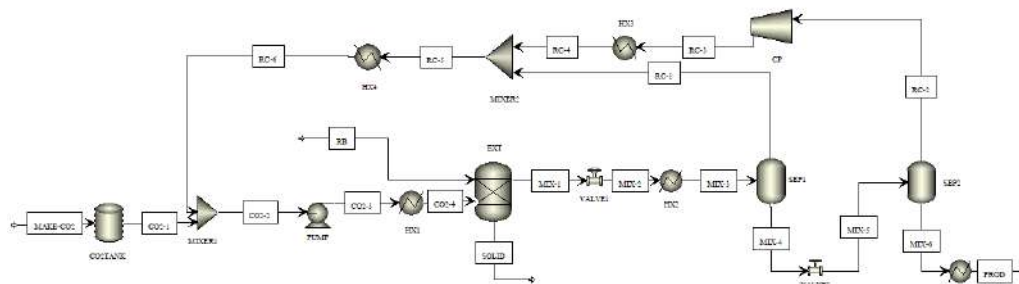 RC-6
HX4
RC-5
MIXER2
RC-4
HX3
RC-3
CP
RC-1
RC-2
RB
EXT
MIX-1
VALVE1
MIX-2
HX2
MIX-3
SEP1
SEP2
MAKE-CO2
CO2TANK
CO2-1
MIXER1
CO2-2
PUMP
CO2-3
HX1
CO2-4
SOLID
MIX-4
MIX-5
MIX-6
PROD